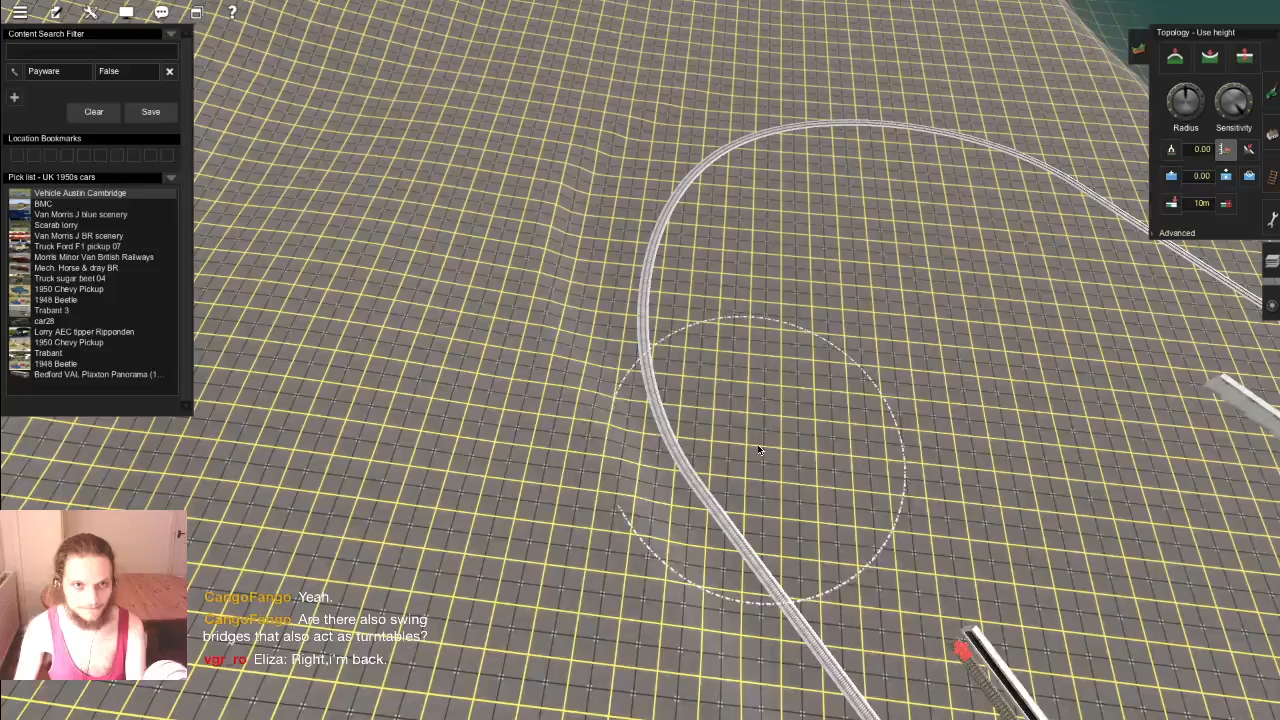 ?
Content Search Filter
Payware
False
Clear
Save
Location Bookmarks
Pick list - UK 1950s cars
Vehicle Austin Cambridge
BMC
Van Morris J blue scenery
Scarab lorry
Van Morris J BR scenery
Truck Ford F1 pickup 07
Morris Minor Van British Railways
Mech. Horse & dray BR
Truck sugar beet 04
1950 Chevy Pickup
1948 Beetle
Trabant 3
car28
Lorry AEC tipper Ripponden
1950 Chevy Pickup
Trabant
1948 Beetle
Bedford VAL Plaxton Panorama (1...
Topology - Use height
Radius
Sensitivity
0.00
0.00
10m
Advanced
CangoFango Yeah.
CangoFango Are there also swing
bridges that also act as turntables?
vgr_ro Eliza: Right,i'm back.